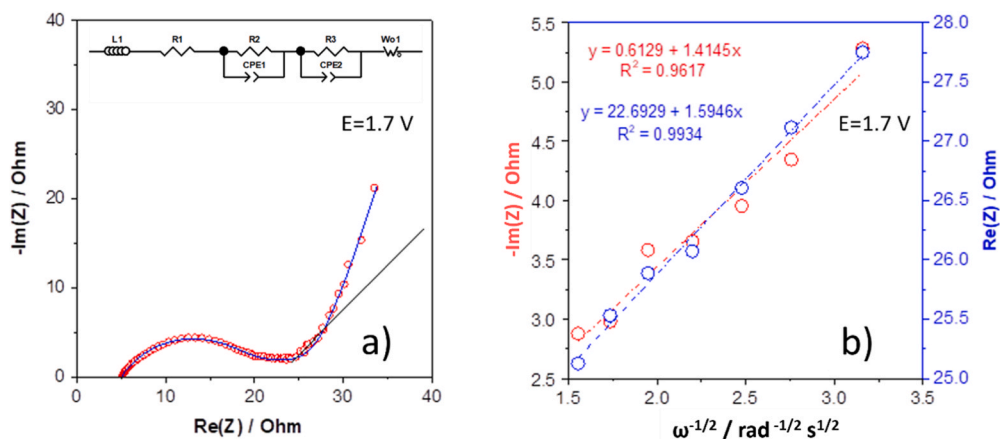 -Im(Z) / Ohm
40
30
20
10
0
L1
R1
R2
R3
Wo1
CPE1
CPE2
E=1.7 V
a)
0
10
20
30
40
Re(Z) / Ohm
-Im(Z) / Ohm
5.5
5.0
4.5
4.0
3.5
3.0
2.5
y = 0.6129 + 1.4145x
R² = 0.9617
y = 22.6929 + 1.5946x
R² = 0.9934
E=1.7 V
b)
28.0
27.5
27.0
26.5
26.0
25.5
25.0
Re(Z) / Ohm
1.5
2.0
2.5
3.0
3.5
ω-1/2 / rad -1/2 s1/2